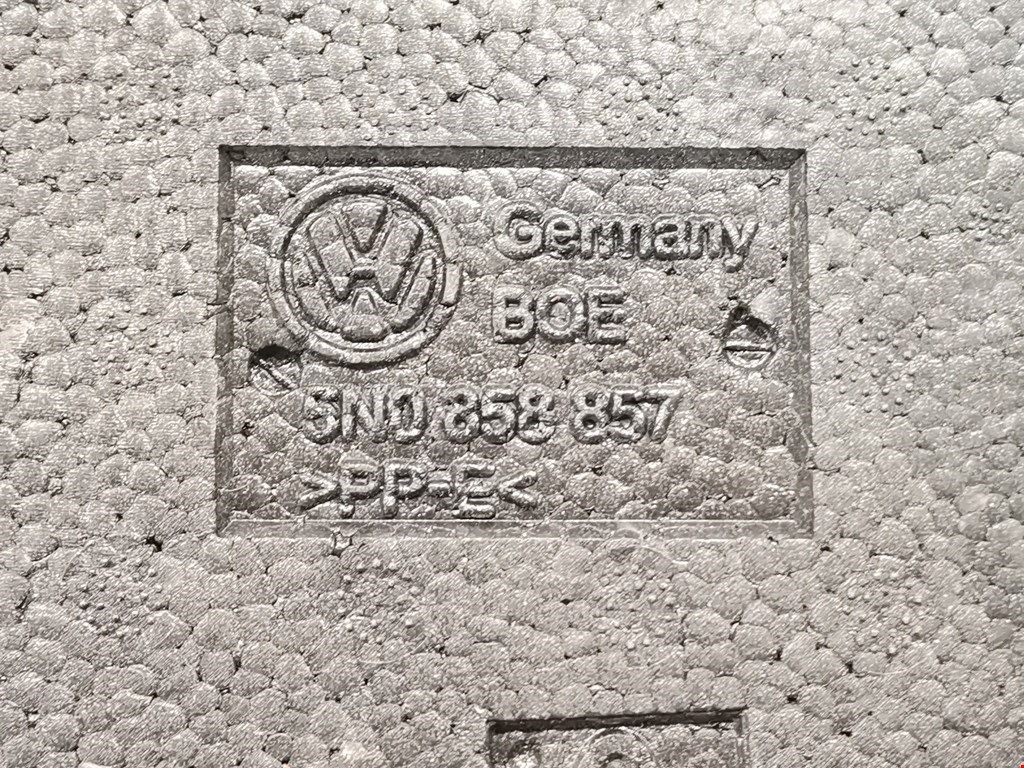 Germany
BOE
5N0 858 857
>PP-E<